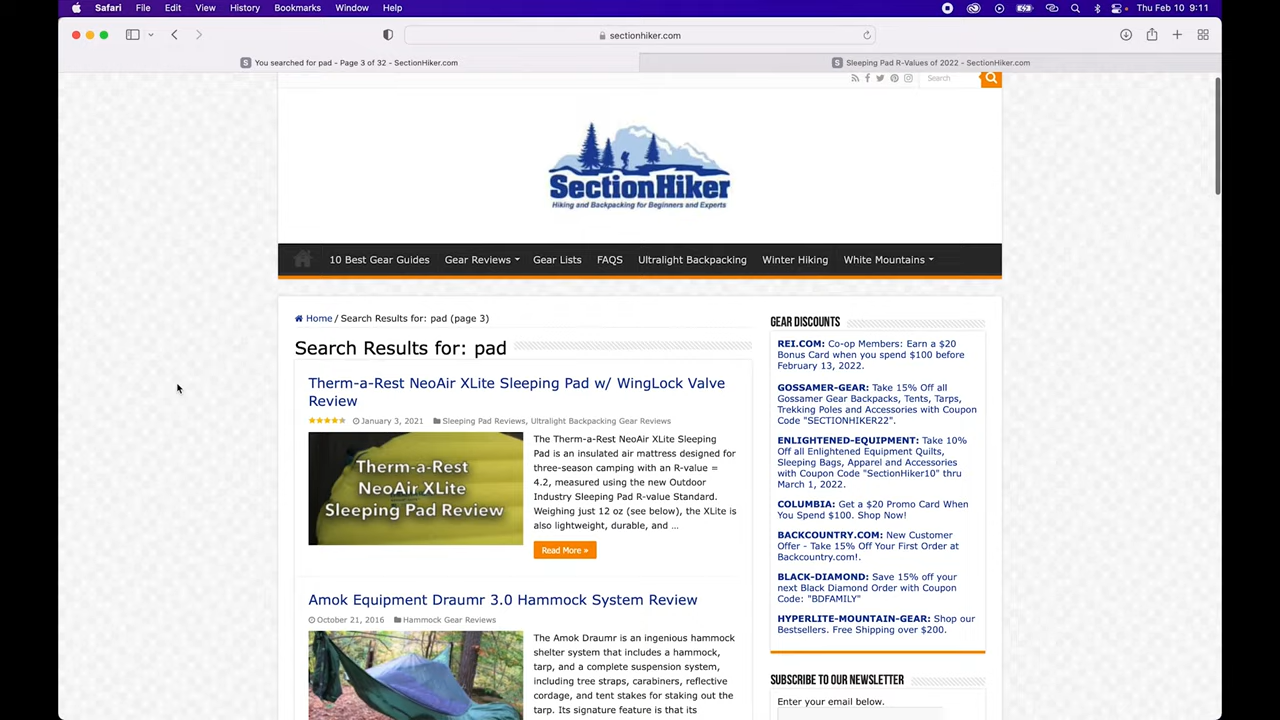 Safari File Edit View History Bookmarks Window Help Thu Feb 10 9:11
sectionhiker.com
S You searched for pad - Page 3 of 32 - SectionHiker.com
S Sleeping Pad R-Values of 2022 - SectionHiker.com
Search
SectionHiker
Hiking and Backpacking for Beginners and Experts
10 Best Gear Guides Gear Reviews Gear Lists FAQS Ultralight Backpacking Winter Hiking White Mountains
Home / Search Results for: pad (page 3)
Search Results for: pad
Therm-a-Rest NeoAir XLite Sleeping Pad w/ WingLock Valve
Review
January 3, 2021 Sleeping Pad Reviews, Ultralight Backpacking Gear Reviews
Therm-a-Rest
NeoAir XLite
Sleeping Pad Review
The Therm-a-Rest NeoAir XLite Sleeping
Pad is an insulated air mattress designed for
three-season camping with an R-value =
4.2, measured using the new Outdoor
Industry Sleeping Pad R-value Standard.
Weighing just 12 oz (see below), the XLite is
also lightweight, durable, and ...
Read More »
Amok Equipment Draumr 3.0 Hammock System Review
October 21, 2016 Hammock Gear Reviews
The Amok Draumr is an ingenious hammock
shelter system that includes a hammock,
tarp, and a complete suspension system,
including tree straps, carabiners, reflective
cordage, and tent stakes for staking out the
tarp. Its signature feature is that its
GEAR DISCOUNTS
REI.COM: Co-op Members: Earn a $20
Bonus Card when you spend $100 before
February 13, 2022.
GOSSAMER-GEAR: Take 15% Off all
Gossamer Gear Backpacks, Tents, Tarps,
Trekking Poles and Accessories with Coupon
Code "SECTIONHIKER22".
ENLIGHTENED-EQUIPMENT: Take 10%
Off all Enlightened Equipment Quilts,
Sleeping Bags, Apparel and Accessories
with Coupon Code "SectionHiker10" thru
March 1, 2022.
COLUMBIA: Get a $20 Promo Card When
You Spend $100. Shop Now!
BACKCOUNTRY.COM: New Customer
Offer - Take 15% Off Your First Order at
Backcountry.com!.
BLACK-DIAMOND: Save 15% off your
next Black Diamond Order with Coupon
Code: "BDFAMILY"
HYPERLITE-MOUNTAIN-GEAR: Shop our
Bestsellers. Free Shipping over $200.
SUBSCRIBE TO OUR NEWSLETTER
Enter your email below.